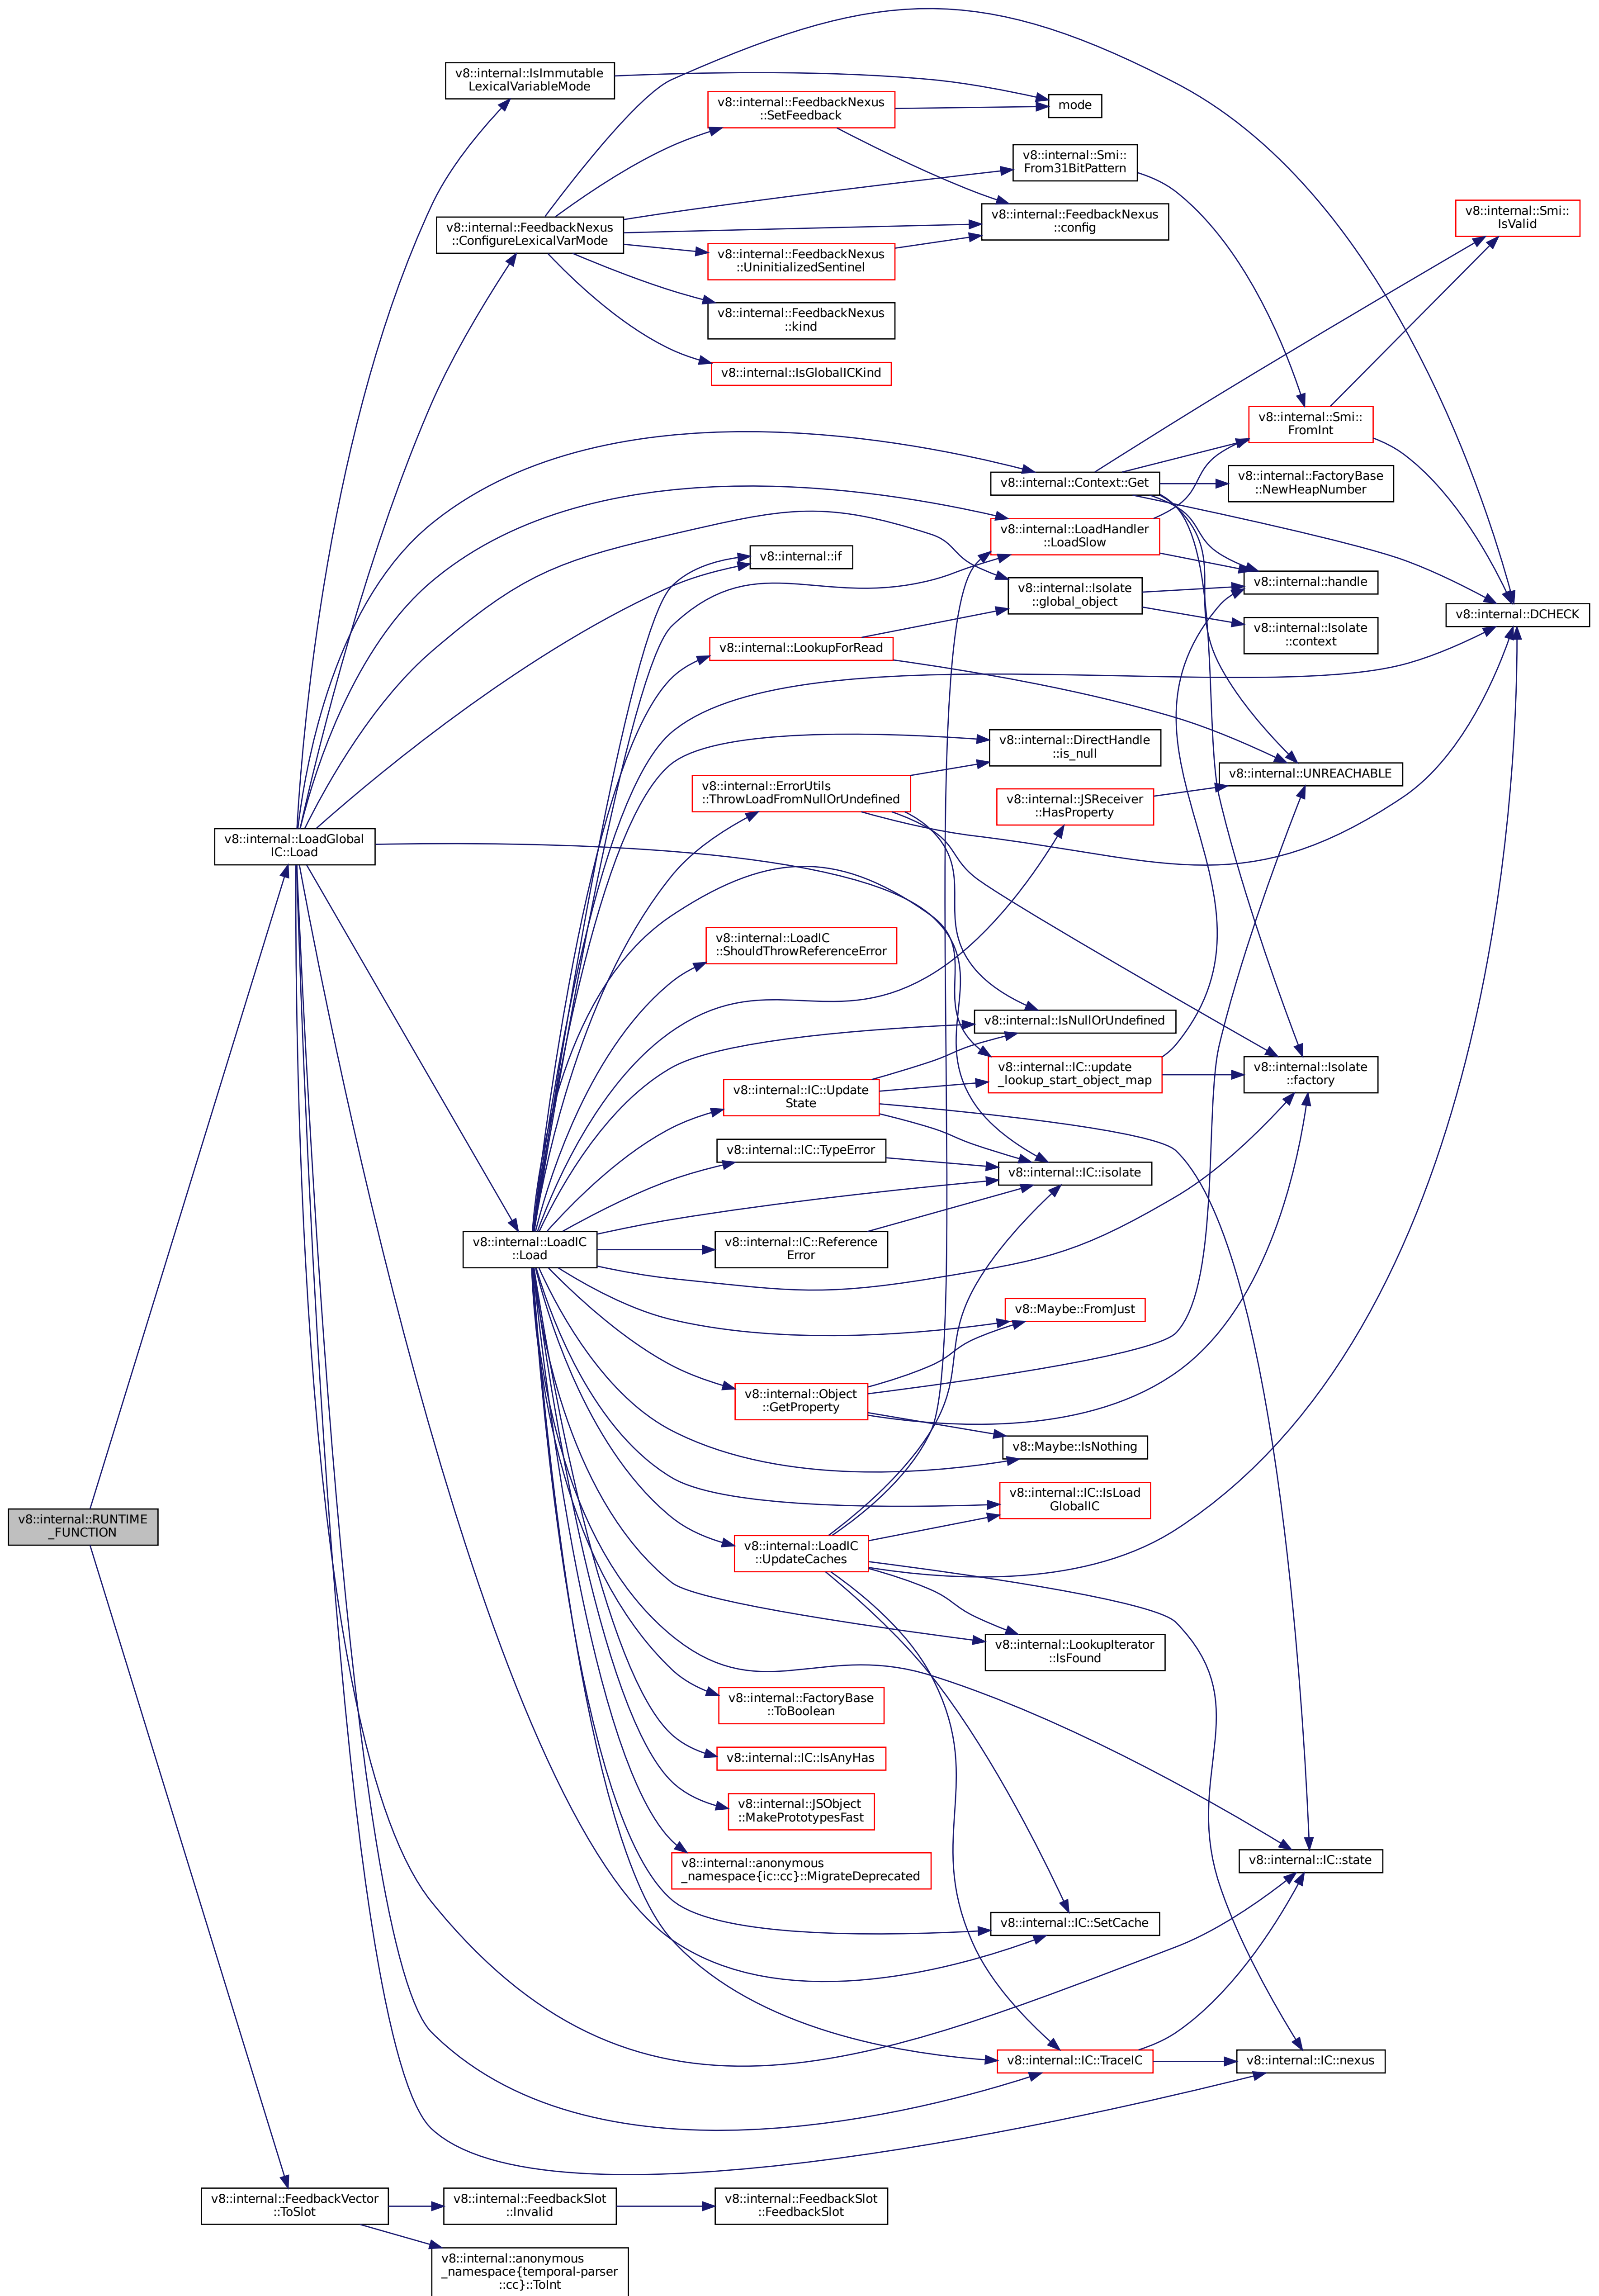 v8::internal::IsImmutable
LexicalVariableMode
v8::internal::FeedbackNexus
::SetFeedback
mode
v8::internal::Smi::
From31BitPattern
v8::internal::FeedbackNexus
::ConfigureLexicalVarMode
v8::internal::FeedbackNexus
::config
v8::internal::Smi::
IsValid
v8::internal::FeedbackNexus
::UninitializedSentinel
v8::internal::FeedbackNexus
::kind
v8::internal::IsGlobalICKind
v8::internal::Smi::
FromInt
v8::internal::Context::Get
v8::internal::FactoryBase
::NewHeapNumber
v8::internal::LoadHandler
::LoadSlow
v8::internal::if
v8::internal::handle
v8::internal::Isolate
::global_object
v8::internal::DCHECK
v8::internal::Isolate
::context
v8::internal::LookupForRead
v8::internal::DirectHandle
::is_null
v8::internal::UNREACHABLE
v8::internal::ErrorUtils
::ThrowLoadFromNullOrUndefined
v8::internal::JSReceiver
::HasProperty
v8::internal::LoadGlobal
IC::Load
v8::internal::LoadIC
::ShouldThrowReferenceError
v8::internal::IsNullOrUndefined
v8::internal::IC::update
_lookup_start_object_map
v8::internal::Isolate
::factory
v8::internal::IC::Update
State
v8::internal::IC::TypeError
v8::internal::IC::isolate
v8::internal::LoadIC
::Load
v8::internal::IC::Reference
Error
v8::Maybe::FromJust
v8::internal::Object
::GetProperty
v8::Maybe::IsNothing
v8::internal::IC::IsLoad
GlobalIC
v8::internal::RUNTIME
_FUNCTION
v8::internal::LoadIC
::UpdateCaches
v8::internal::LookupIterator
::IsFound
v8::internal::FactoryBase
::ToBoolean
v8::internal::IC::IsAnyHas
v8::internal::JSObject
::MakePrototypesFast
v8::internal::anonymous
_namespace{ic::cc}::MigrateDeprecated
v8::internal::IC::state
v8::internal::IC::SetCache
v8::internal::IC::TraceIC
v8::internal::IC::nexus
v8::internal::FeedbackVector
::ToSlot
v8::internal::FeedbackSlot
::Invalid
v8::internal::FeedbackSlot
::FeedbackSlot
v8::internal::anonymous
_namespace{temporal-parser
::cc}::ToInt